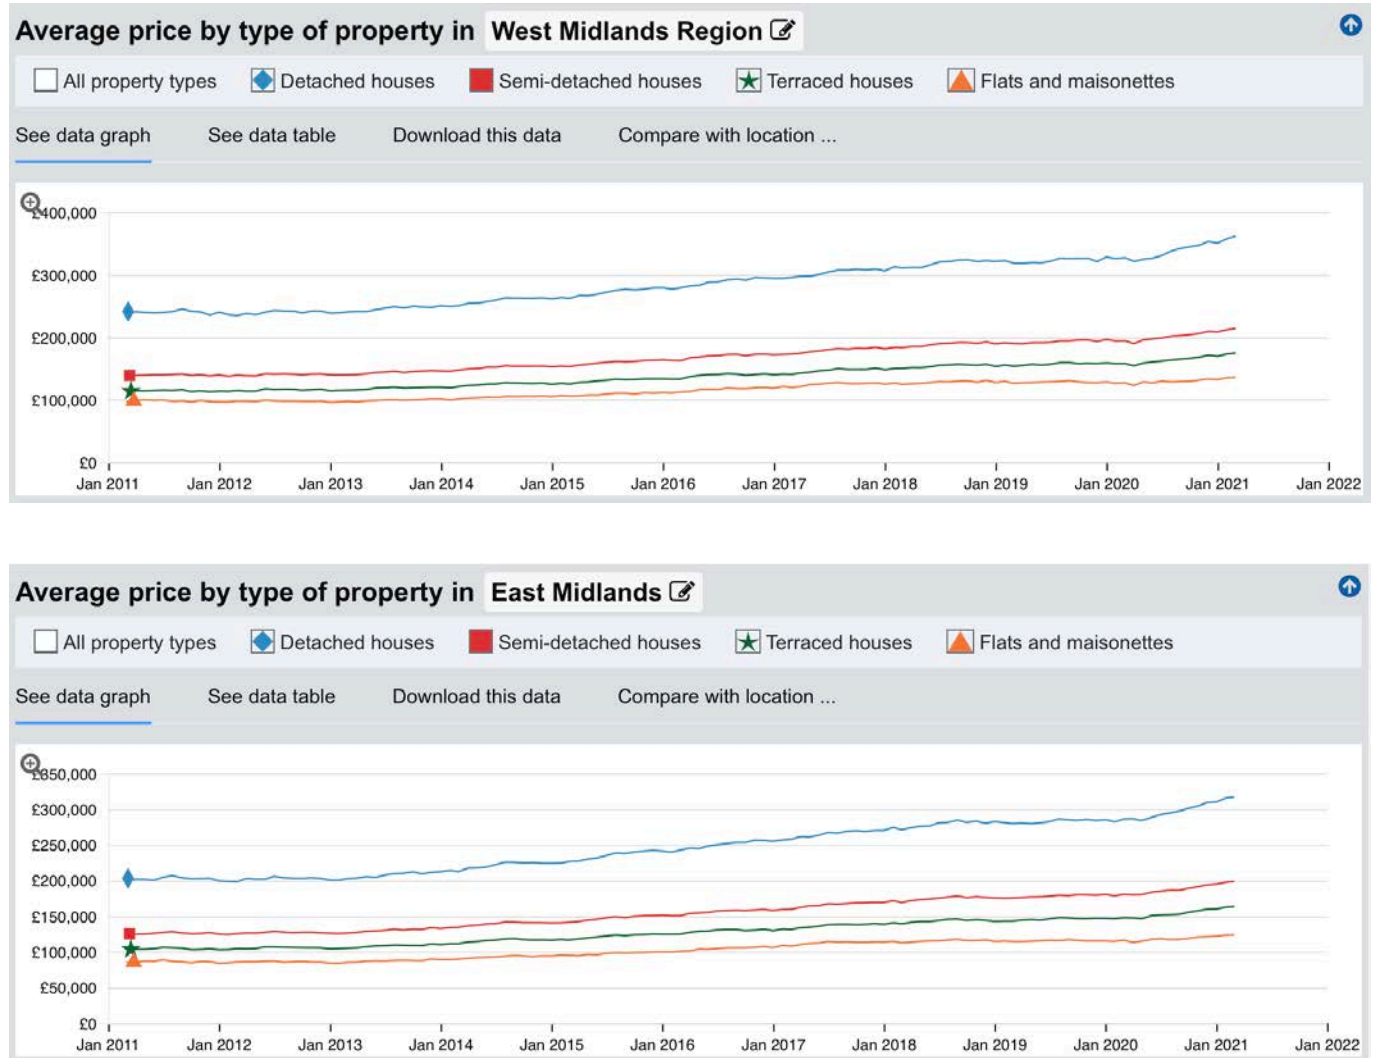 Average price by type of property in West Midlands Region
All property types Detached houses Semi-detached houses Terraced houses Flats and maisonettes
See data graph See data table Download this data Compare with location ...
£400,000
£300,000
£200,000
£100,000
£0
Jan 2011 Jan 2012 Jan 2013 Jan 2014 Jan 2015 Jan 2016 Jan 2017 Jan 2018 Jan 2019 Jan 2020 Jan 2021 Jan 2022
Average price by type of property in East Midlands
All property types Detached houses Semi-detached houses Terraced houses Flats and maisonettes
See data graph See data table Download this data Compare with location ...
£350,000
£300,000
£250,000
£200,000
£150,000
£100,000
£50,000
£0
Jan 2011 Jan 2012 Jan 2013 Jan 2014 Jan 2015 Jan 2016 Jan 2017 Jan 2018 Jan 2019 Jan 2020 Jan 2021 Jan 2022